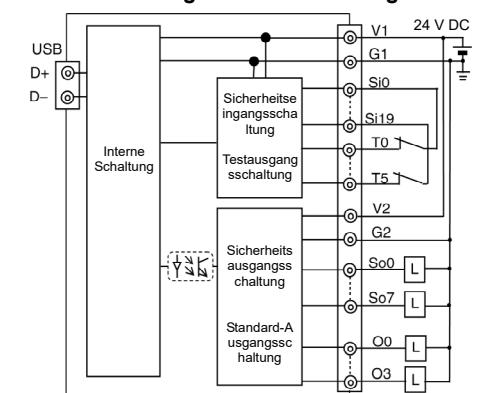 24 V DC
V1
USB
G1
D+
Si0
D–
Sicherheitse
ingangsscha
ltung
Si19
Interne
Schaltung
T0
Testausgang
sschaltung
T5
V2
G2
Sicherheits
ausgangss
chaltung
So0
L
So7
L
Standard-A
usgangssc
haltung
O0
L
O3
L